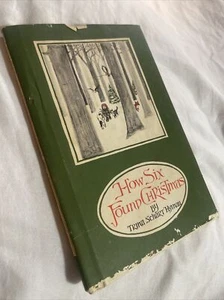 How Six
Found Christmas
by
Trina Schart Hyman